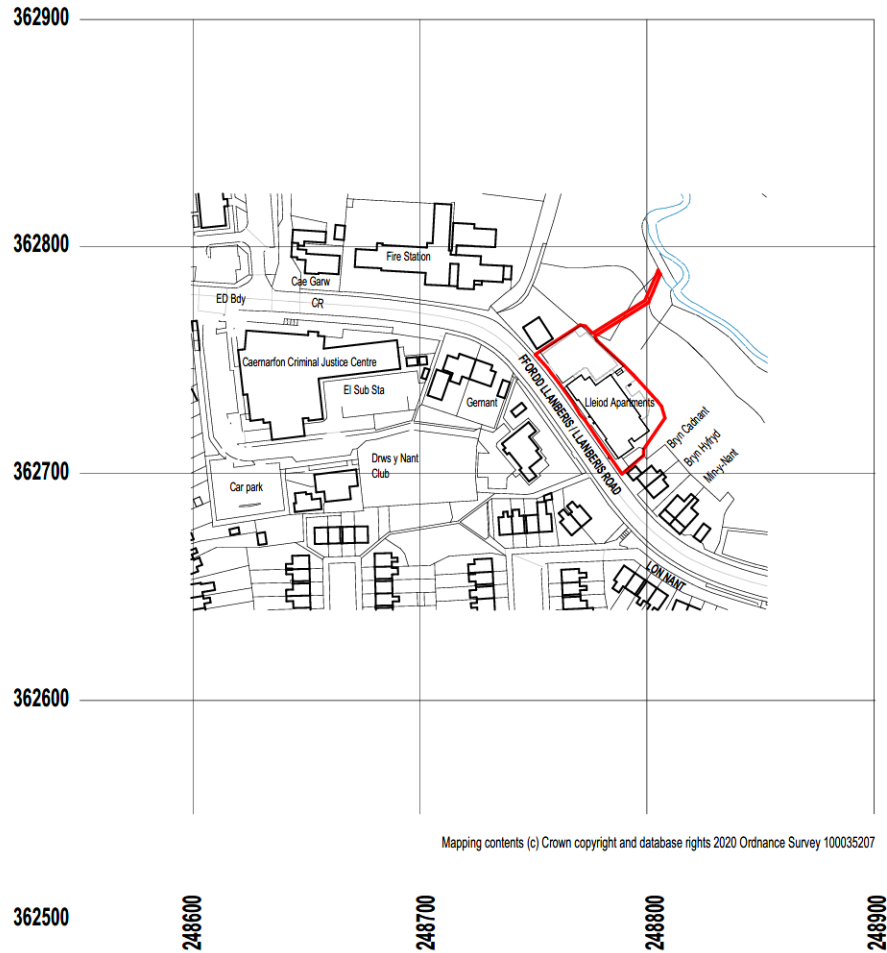 362900
362800
Fire Station
Cae Garw
ED Bdy
CR
Caernarfon Criminal Justice Centre
El Sub Sta
Gernant
FFORDD LLANBERIS / LLANBERIS ROAD
Lleiod Apartments
Bryn Cadnant
Bryn Hyfryd
Min-y-Nant
362700
Drws y Nant
Club
Car park
LON NANT
362600
Mapping contents (c) Crown copyright and database rights 2020 Ordnance Survey 100035207
362500
248600
248700
248800
248900